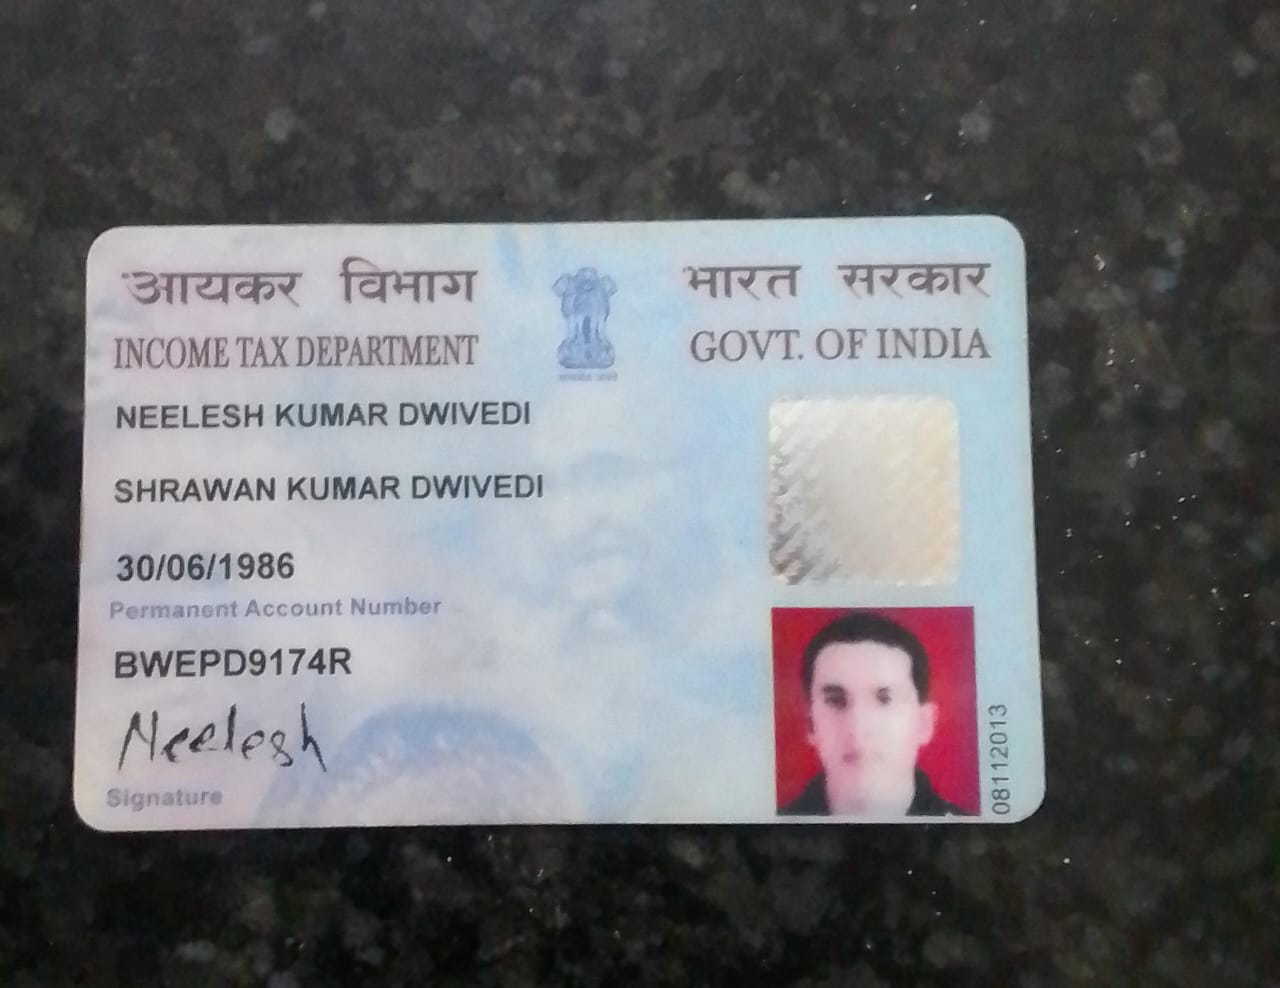 आयकर विभाग
भारत सरकार
INCOME TAX DEPARTMENT
GOVT. OF INDIA
NEELESH KUMAR DWIVEDI
SHRAWAN KUMAR DWIVEDI
30/06/1986
Permanent Account Number
BWEPD9174R
Neelesh
Signature
08112013